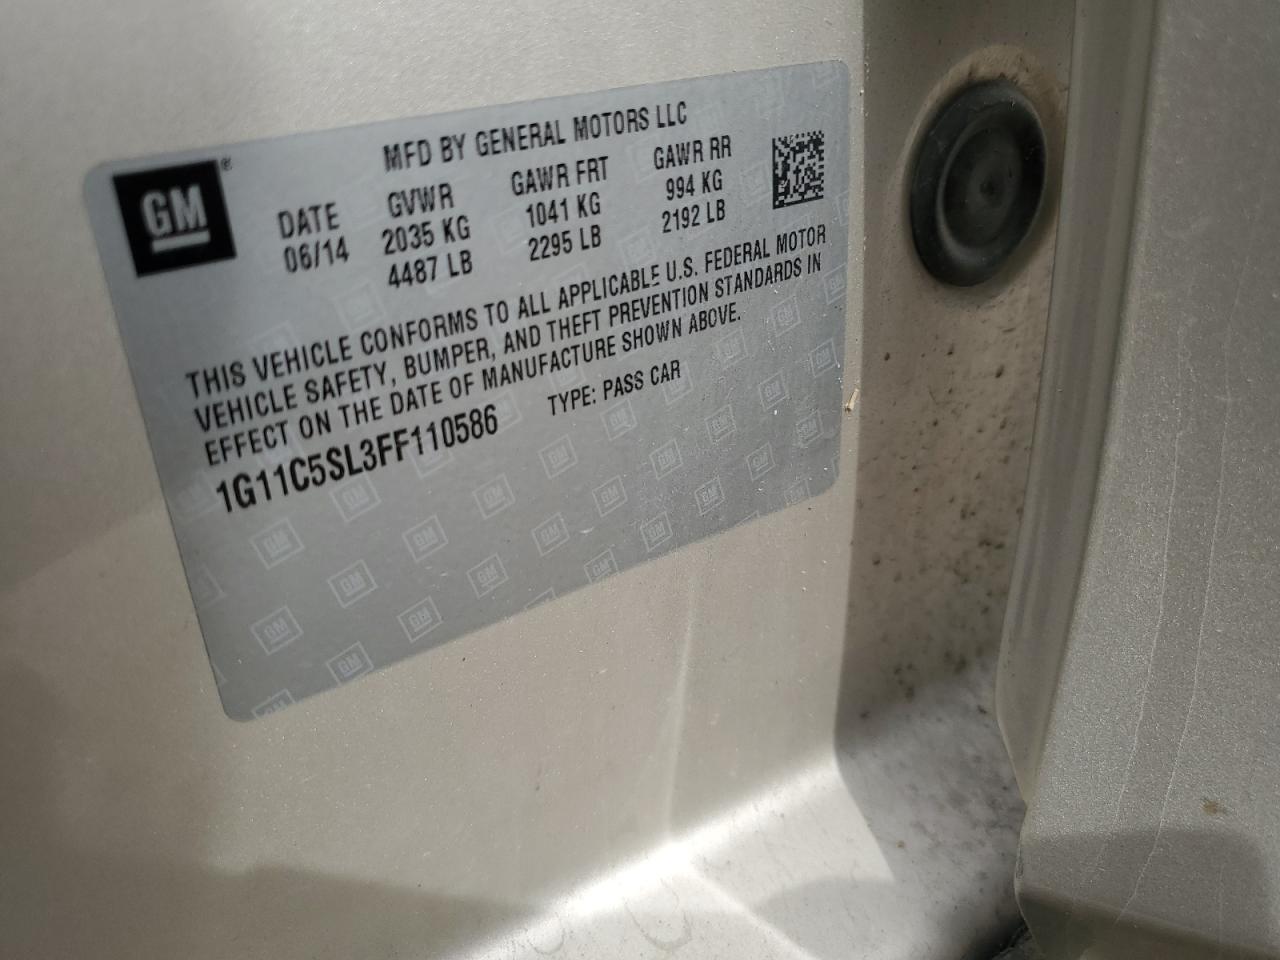 GM®
MFD BY GENERAL MOTORS LLC
DATE GVWR GAWR FRT GAWR RR
06/14 2035 KG 1041 KG 994 KG
4487 LB 2295 LB 2192 LB
THIS VEHICLE CONFORMS TO ALL APPLICABLE U.S. FEDERAL MOTOR
VEHICLE SAFETY, BUMPER, AND THEFT PREVENTION STANDARDS IN
EFFECT ON THE DATE OF MANUFACTURE SHOWN ABOVE.
1G11C5SL3FF110586 TYPE: PASS CAR